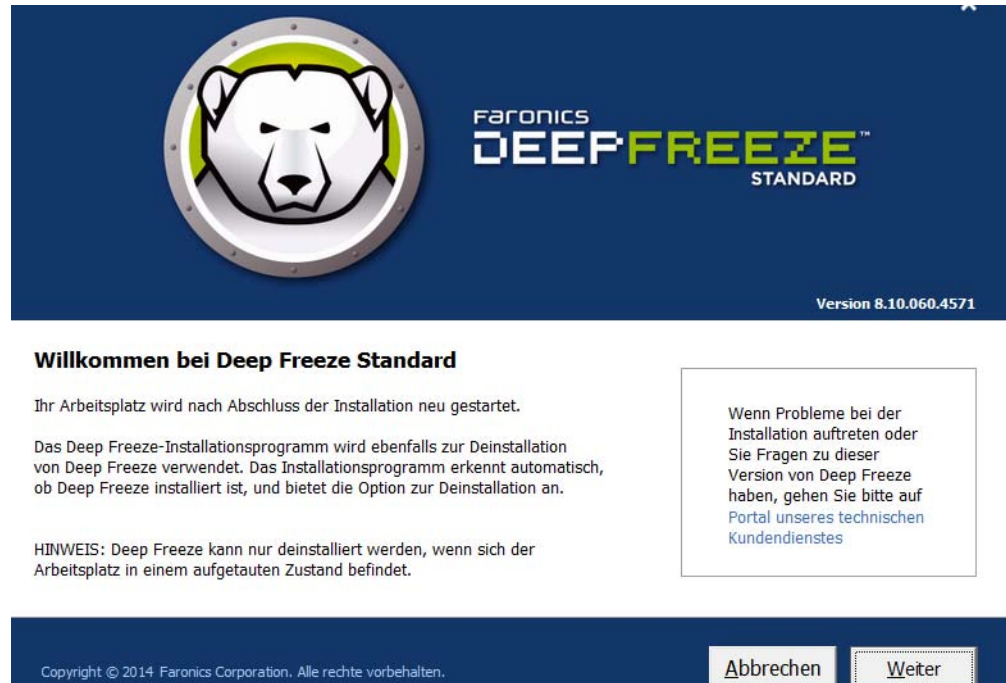 FARONICS
DEEPFREEZE™
STANDARD
Version 8.10.060.4571
Willkommen bei Deep Freeze Standard
Ihr Arbeitsplatz wird nach Abschluss der Installation neu gestartet.
Das Deep Freeze-Installationsprogramm wird ebenfalls zur Deinstallation
von Deep Freeze verwendet. Das Installationsprogramm erkennt automatisch,
ob Deep Freeze installiert ist, und bietet die Option zur Deinstallation an.
HINWEIS: Deep Freeze kann nur deinstalliert werden, wenn sich der
Arbeitsplatz in einem aufgetauten Zustand befindet.
Wenn Probleme bei der
Installation auftreten oder
Sie Fragen zu dieser
Version von Deep Freeze
haben, gehen Sie bitte auf
Portal unseres technischen
Kundendienstes
Copyright © 2014 Faronics Corporation. Alle rechte vorbehalten.
Abbrechen
Weiter